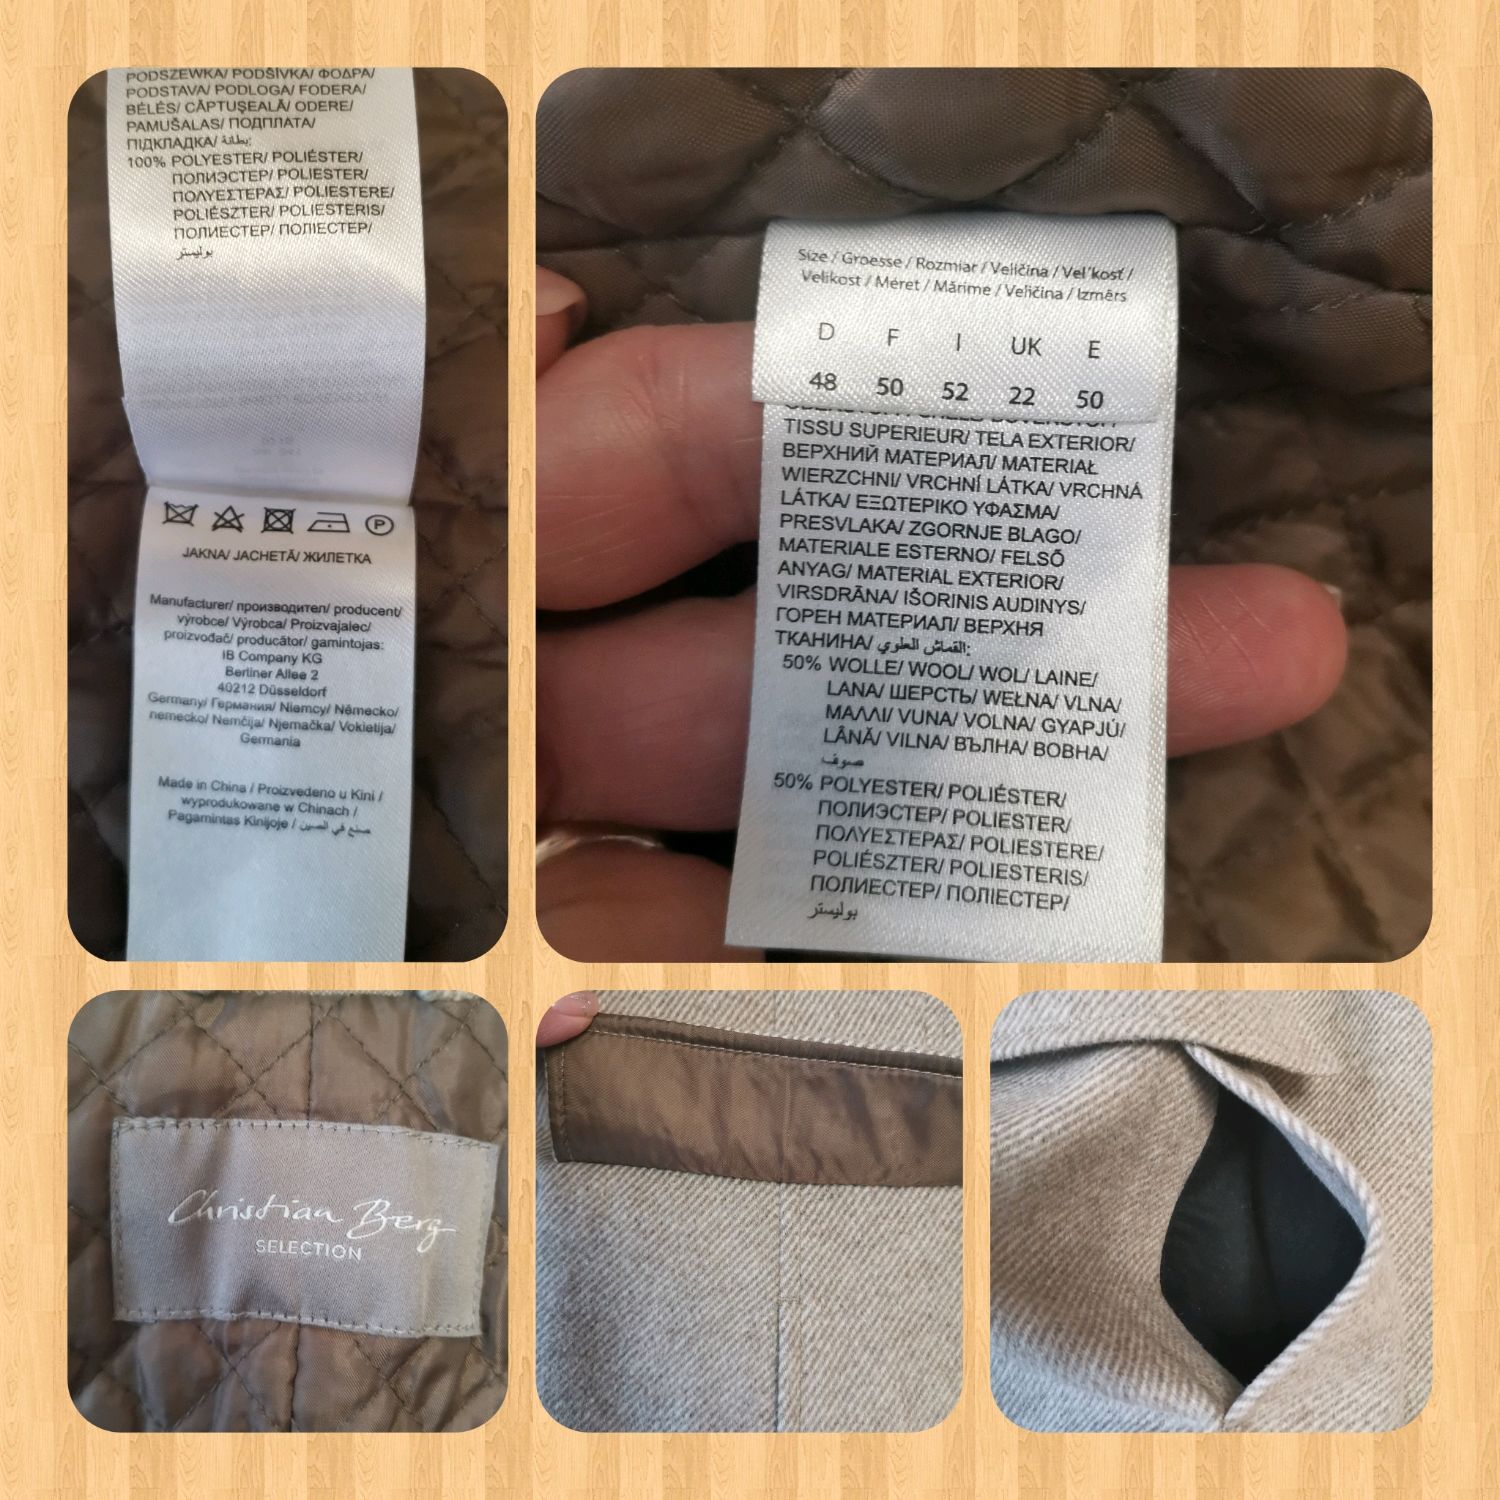 PODSZEWKA/ PODŠÍVKA/ ΦΟΔΡΑ/
PODSTAVA/ PODLOGA/ FODERA/
BÉLÉS/ CĂPTUŞEALĂ/ ODERE/
PAMUŠALAS/ ПОДПЛАТА/
ПІДКЛАДКА/ بطانة:
100% POLYESTER/ POLIÉSTER/
ПОЛИЭСТЕР/ POLIESTER/
ΠΟΛΥΕΣΤΕΡΑΣ/ POLIESTERE/
POLIÉSZTER/ POLIESTERIS/
ПОЛИЕСТЕР/ ПОЛІЕСТЕР/
بوليستر
P
JAKNA/ JACHETĂ/ ЖИЛЕТКА
Manufacturer/ производител/ producent/
výrobce/ Výrobca/ Proizvajalec/
proizvođač/ producător/ gamintojas:
IB Company KG
Berliner Allee 2
40212 Düsseldorf
Germany/ Германия/ Niemcy/ Německo/
nemecko/ Nemčija/ Njemačka/ Vokietija/
Germania
Made in China / Proizvedeno u Kini /
wyprodukowane w Chinach /
Pagamintas Kinijoje / صنع في الصين
Size / Groesse / Rozmiar / Veličina / Vel'kosť /
Velikost / Méret / Mărime / Veličina / Izmērs
D F I UK E
48 50 52 22 50
TISSU SUPERIEUR/ TELA EXTERIOR/
ВЕРХНИЙ МАТЕРИАЛ/ MATERIAŁ
WIERZCHNI/ VRCHNÍ LÁTKA/ VRCHNÁ
LÁTKA/ ΕΞΩΤΕΡΙΚΟ ΥΦΑΣΜΑ/
PRESVLAKA/ ZGORNJE BLAGO/
MATERIALE ESTERNO/ FELSŐ
ANYAG/ MATERIAL EXTERIOR/
VIRSDRĀNA/ IŠORINIS AUDINYS/
ГОРЕН МАТЕРИАЛ/ ВЕРХНЯ
ТКАНИНА/ القماش العلوي:
50% WOLLE/ WOOL/ WOL/ LAINE/
LANA/ ШЕРСТЬ/ WEŁNA/ VLNA/
ΜΑΛΛΙ/ VUNA/ VOLNA/ GYAPJÚ/
LÂNĂ/ VILNA/ ВЪЛНА/ ВОВНА/
صوف
50% POLYESTER/ POLIÉSTER/
ПОЛИЭСТЕР/ POLIESTER/
ΠΟΛΥΕΣΤΕΡΑΣ/ POLIESTERE/
POLIÉSZTER/ POLIESTERIS/
ПОЛИЕСТЕР/ ПОЛІЕСТЕР/
بوليستر
Christian Berg
SELECTION